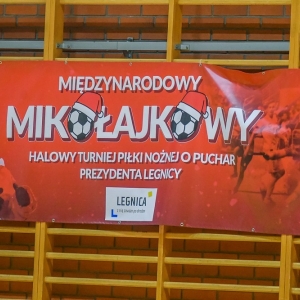 MIĘDZYNARODOWY
MIKOŁAJKOWY
HALOWY TURNIEJ PIŁKI NOŻNEJ O PUCHAR
PREZYDENTA LEGNICY
LEGNICA